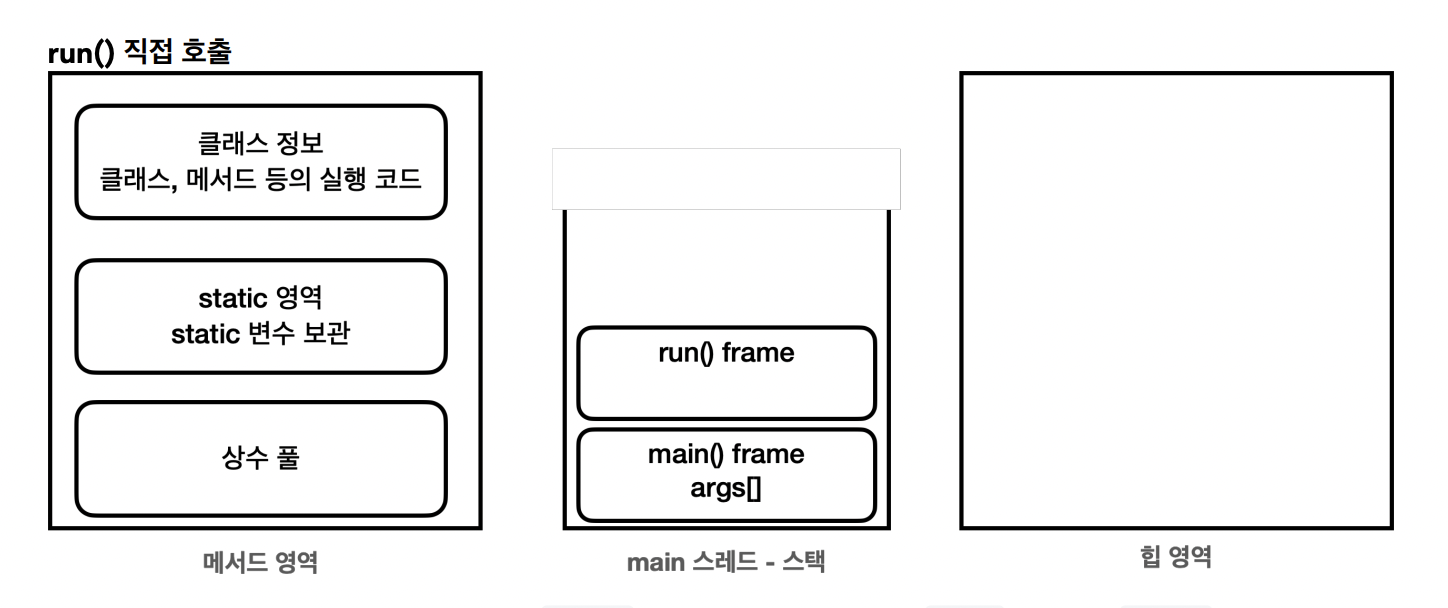 run() 직접 호출
클래스 정보
클래스, 메서드 등의 실행 코드
static 영역
static 변수 보관
상수 풀
메서드 영역
run() frame
main() frame
args[]
main 스레드 - 스택
힙 영역